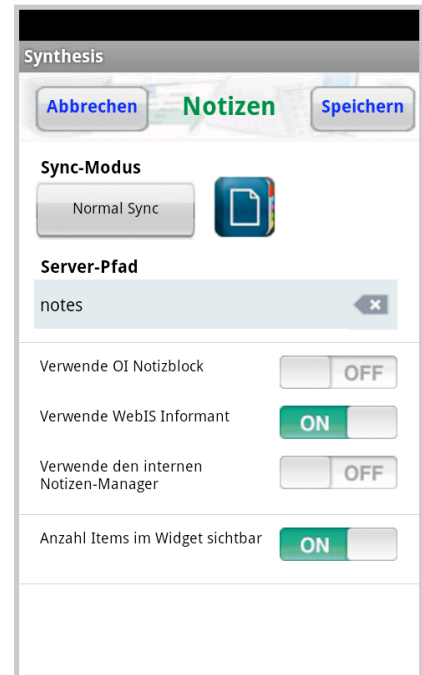 Synthesis
Abbrechen Notizen Speichern
Sync-Modus
Normal Sync
Server-Pfad
notes
Verwende OI Notizblock OFF
Verwende WebIS Informant ON
Verwende den internen
Notizen-Manager OFF
Anzahl Items im Widget sichtbar ON